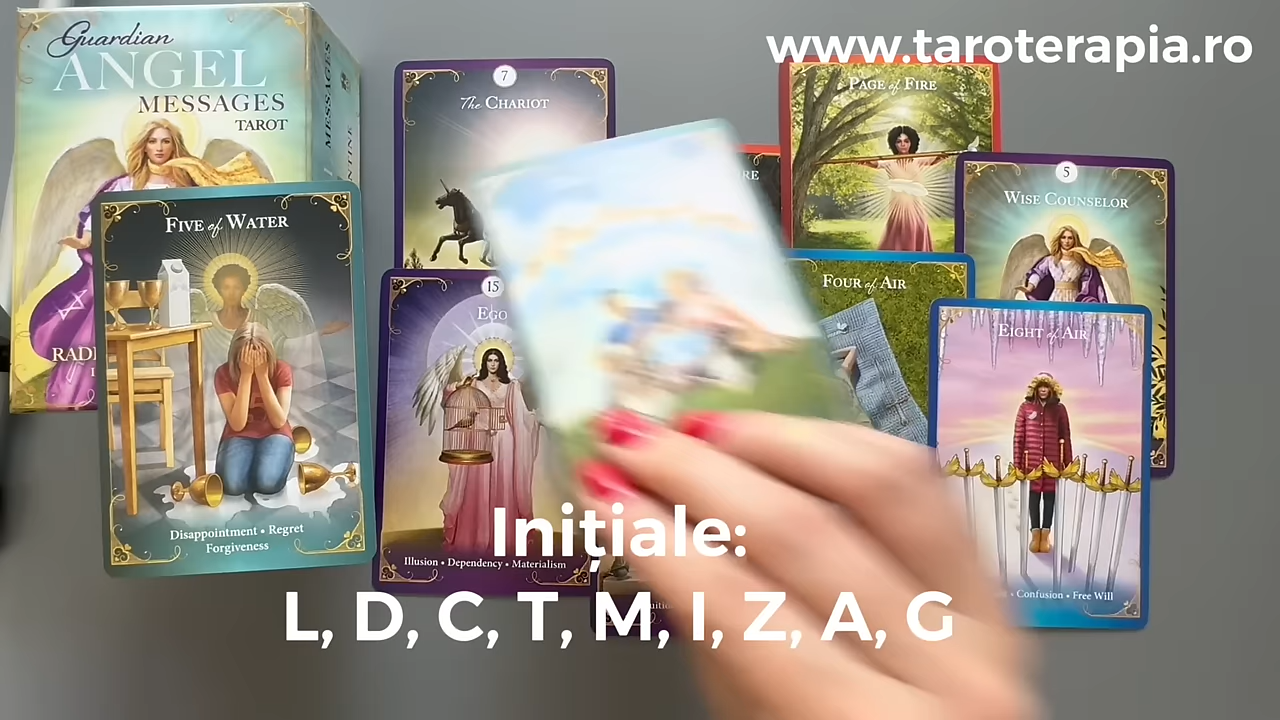 www.taroterapia.ro
Guardian
ANGEL
MESSAGES
TAROT
MESSAGES
7
The CHARIOT
PAGE of FIRE
5
WISE COUNSELOR
FIVE of WATER
FOUR of AIR
15
EGO
EIGHT of AIR
Disappointment • Regret
Forgiveness
Illusion • Dependency • Materialism
• Confusion • Free Will
Inițiale:
L, D, C, T, M, I, Z, A, G